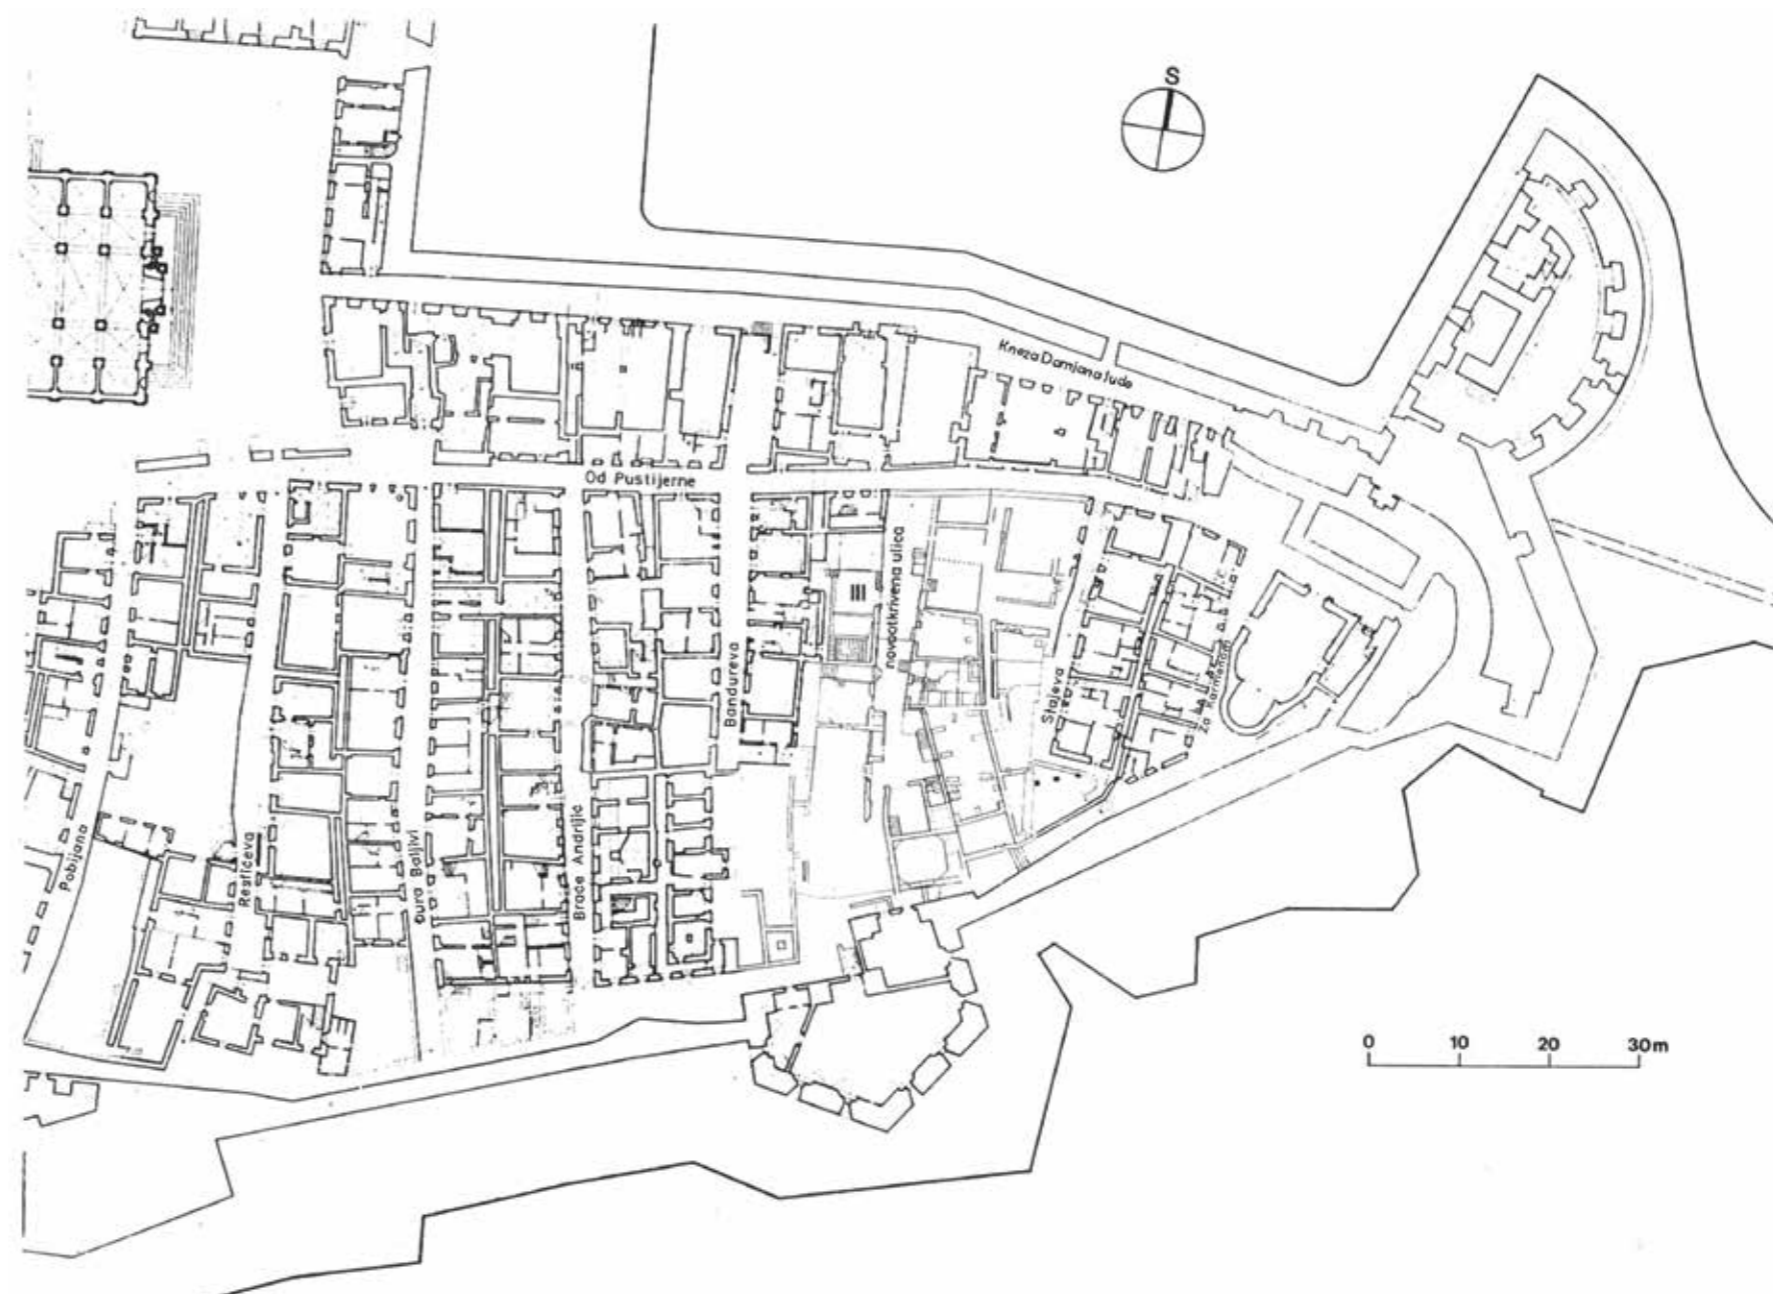 S
Kneza Damjana Jude
Od Pustijerne
novootkrivena ulica
Bandureva
Stajeva
Za Karmenom
Pobijana
Restićeva
Đura Baljivi
Braće Andrijić
0 10 20 30m